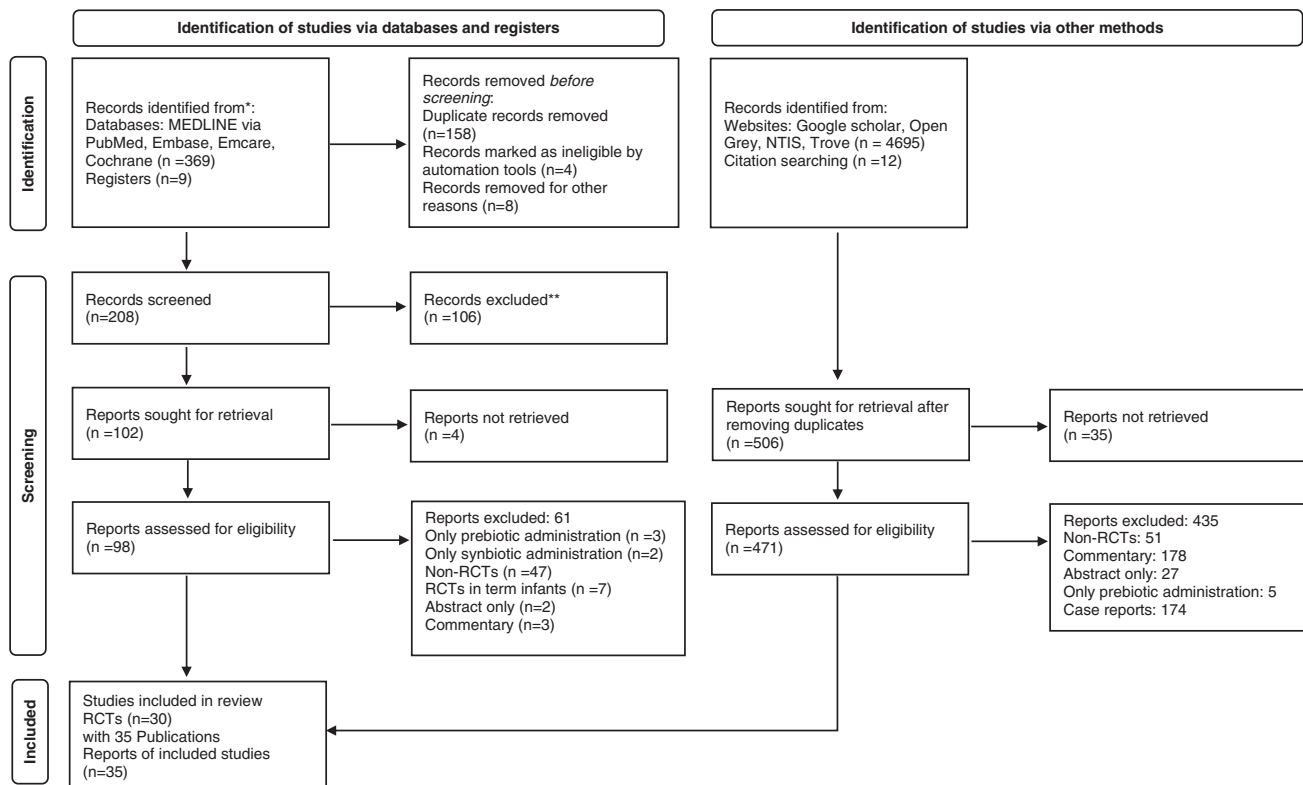 Identification of studies via databases and registers
Identification of studies via other methods
Identification
Records identified from*:
Databases: MEDLINE via
PubMed, Embase, Emcare,
Cochrane (n =369)
Registers (n=9)
Records removed before
screening:
Duplicate records removed
(n=158)
Records marked as ineligible by
automation tools (n=4)
Records removed for other
reasons (n=8)
Records identified from:
Websites: Google scholar, Open
Grey, NTIS, Trove (n = 4695)
Citation searching (n =12)
Screening
Records screened
(n=208)
Records excluded**
(n =106)
Reports sought for retrieval
(n =102)
Reports not retrieved
(n =4)
Reports sought for retrieval after
removing duplicates
(n =506)
Reports not retrieved
(n =35)
Reports assessed for eligibility
(n =98)
Reports excluded: 61
Only prebiotic administration (n =3)
Only synbiotic administration (n=2)
Non-RCTs (n =47)
RCTs in term infants (n =7)
Abstract only (n=2)
Commentary (n=3)
Reports assessed for eligibility
(n =471)
Reports excluded: 435
Non-RCTs: 51
Commentary: 178
Abstract only: 27
Only prebiotic administration: 5
Case reports: 174
Included
Studies included in review
RCTs (n=30)
with 35 Publications
Reports of included studies
(n=35)